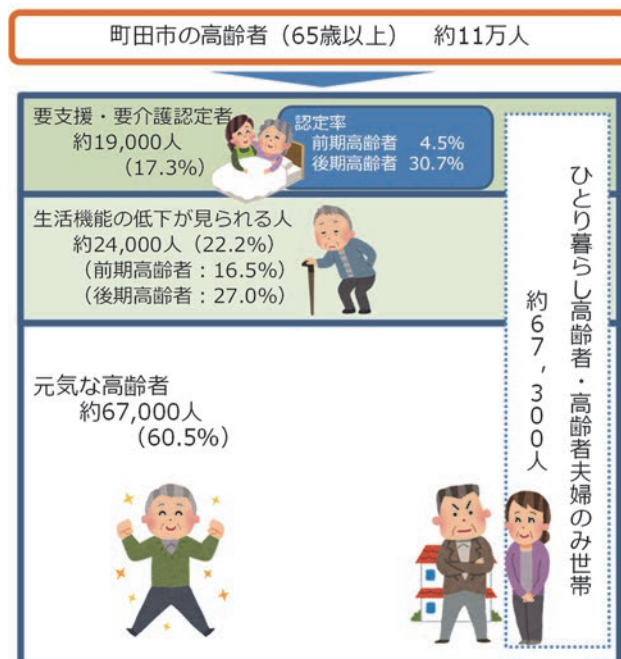 町田市の高齢者（65歳以上）　約11万人
要支援・要介護認定者
約19,000人
（17.3%）
認定率
前期高齢者　4.5%
後期高齢者　30.7%
生活機能の低下が見られる人
約24,000人（22.2%）
（前期高齢者：16.5%）
（後期高齢者：27.0%）
元気な高齢者
約67,000人
（60.5%）
ひとり暮らし高齢者・高齢者夫婦のみ世帯
約67,300人